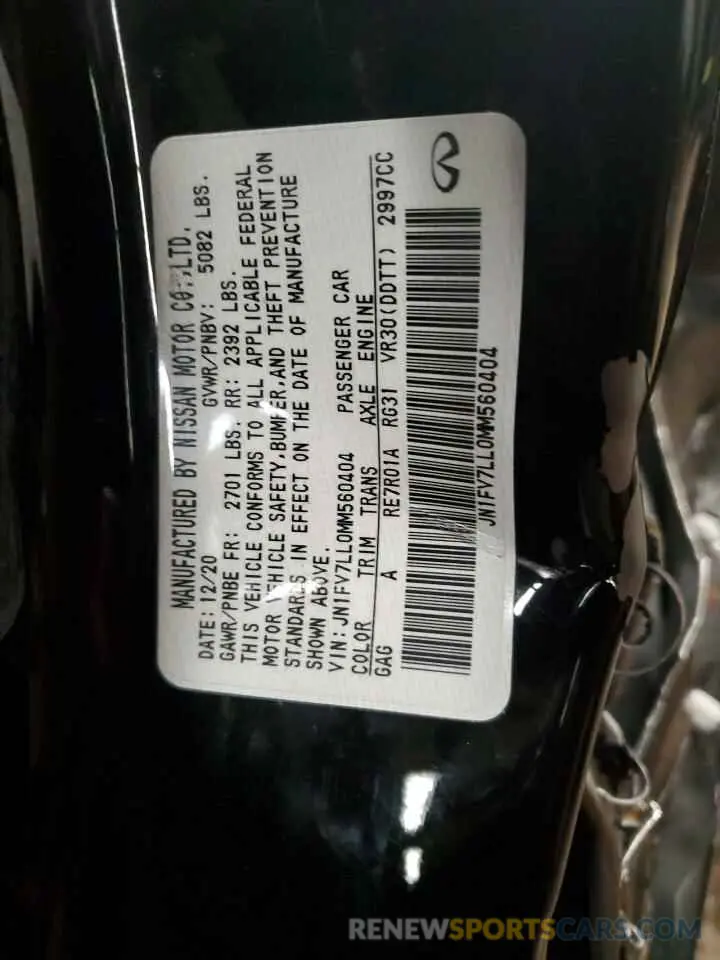 MANUFACTURED BY NISSAN MOTOR CO.,LTD.
DATE: 12/20 GVWR/PNBV: 5082 LBS.
GAWR/PNBE FR: 2701 LBS. RR: 2392 LBS.
THIS VEHICLE CONFORMS TO ALL APPLICABLE FEDERAL
MOTOR VEHICLE SAFETY,BUMPER,AND THEFT PREVENTION
STANDARDS IN EFFECT ON THE DATE OF MANUFACTURE
SHOWN ABOVE.
VIN: JN1FV7LL0MM560404 PASSENGER CAR
COLOR TRIM TRANS AXLE ENGINE
GAG A RE7R01A RG31 VR30(DDTT) 2997CC
JN1FV7LL0MM560404
RENEWSPORTSCARS.COM